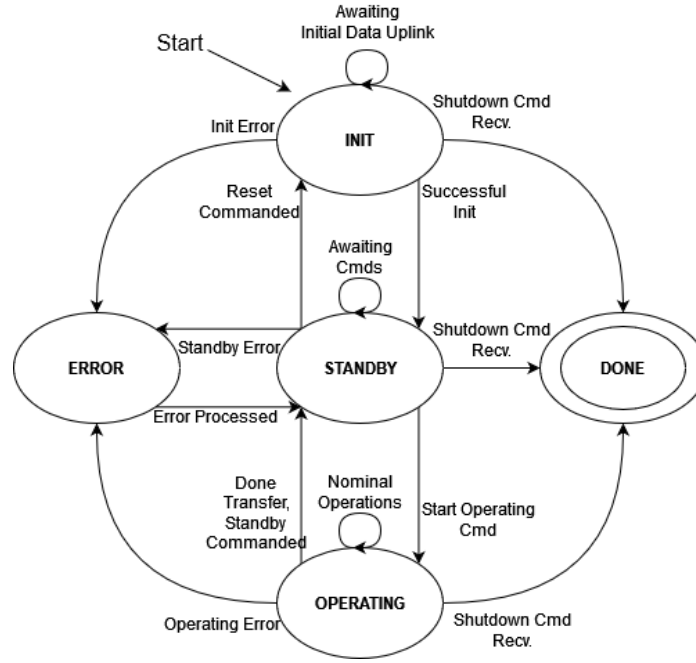 Awaiting
Initial Data Uplink
Start
Shutdown Cmd
Recv.
Init Error
INIT
Reset
Commanded
Successful
Init
Awaiting
Cmds
Standby Error
Shutdown Cmd
Recv.
ERROR
STANDBY
DONE
Error Processed
Done
Transfer,
Standby
Commanded
Nominal
Operations
Start Operating
Cmd
OPERATING
Operating Error
Shutdown Cmd
Recv.